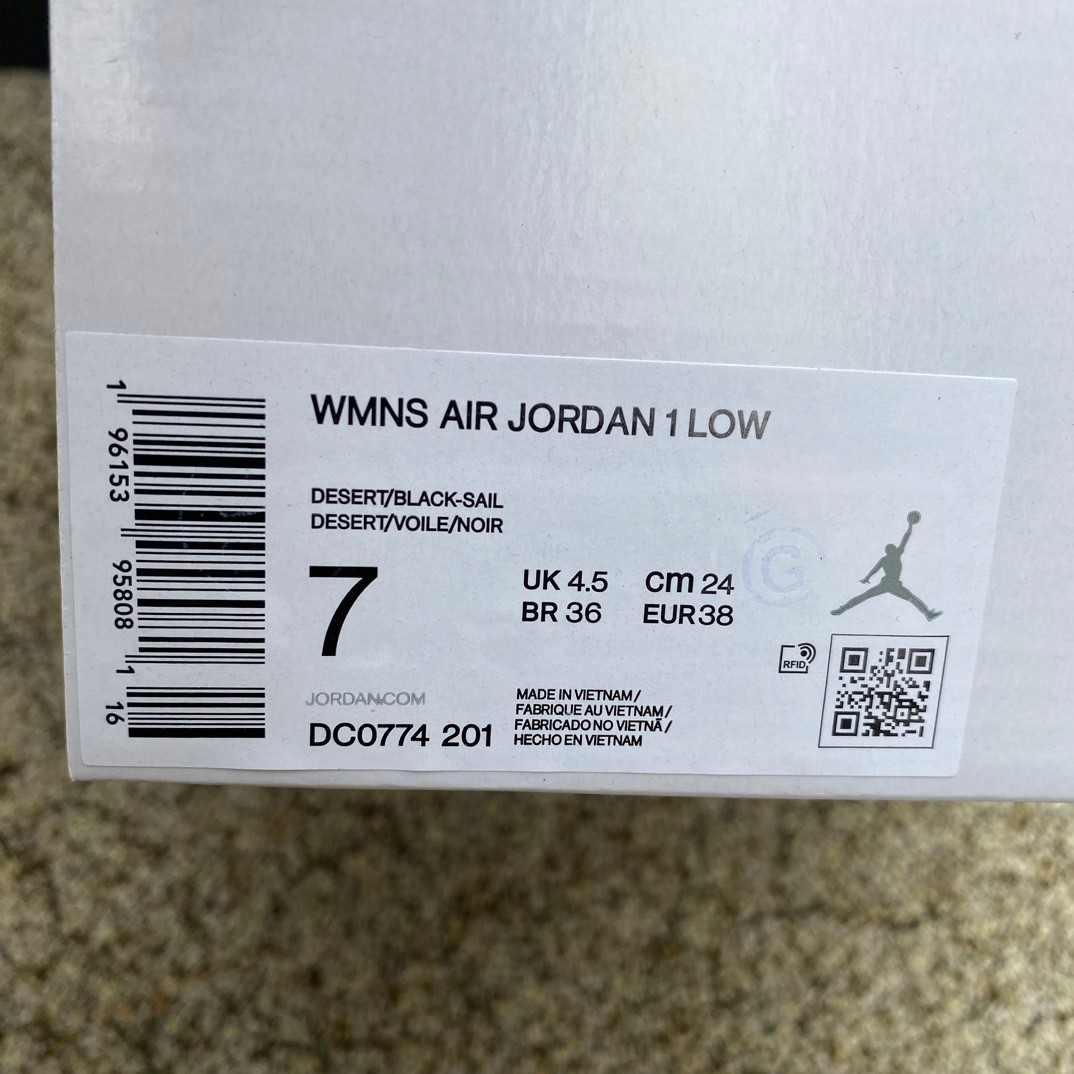 WMNS AIR JORDAN 1 LOW
DESERT/BLACK-SAIL
DESERT/VOILE/NOIR
7
UK 4.5 cm 24
BR 36 EUR 38
G
RFID
JORDAN.COM
DC0774 201
MADE IN VIETNAM /
FABRIQUE AU VIETNAM /
FABRICADO NO VIETNÃ /
HECHO EN VIETNAM
1 96153 95808 1 16